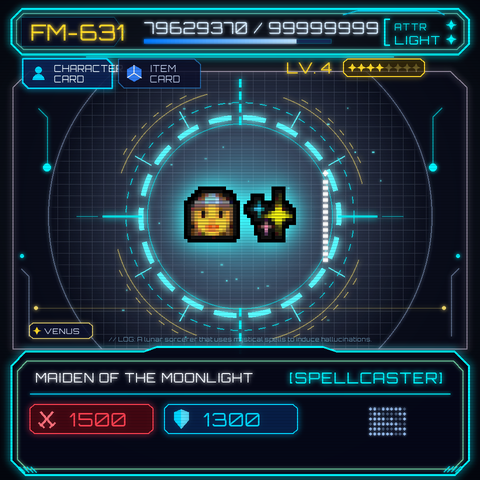 FM-631
79629370 / 99999999
ATTR
LIGHT
CHARACTER
CARD
ITEM
CARD
LV. 4
VENUS
// LOG: A lunar sorcerer that uses mystical spells to induce hallucinations.
MAIDEN OF THE MOONLIGHT
[SPELLCASTER]
1500
1300